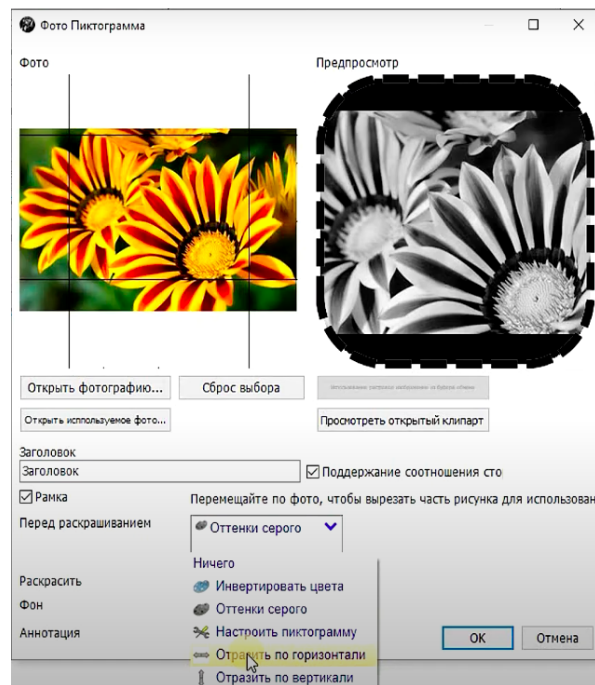 Фото Пиктограмма
Фото
Предпросмотр
Открыть фотографию...
Сброс выбора
Открыть исппользуемое фото...
Просмотреть открытый клипарт
Заголовок
Заголовок
Поддержание соотношения сто
Рамка
Перемещайте по фото, чтобы вырезать часть рисунка для использован
Перед раскрашиванием
Оттенки серого
Ничего
Раскрасить
Инвертировать цвета
Фон
Оттенки серого
Аннотация
Настроить пиктограмму
OK
Отмена
Отразить по горизонтали
Отразить по вертикали